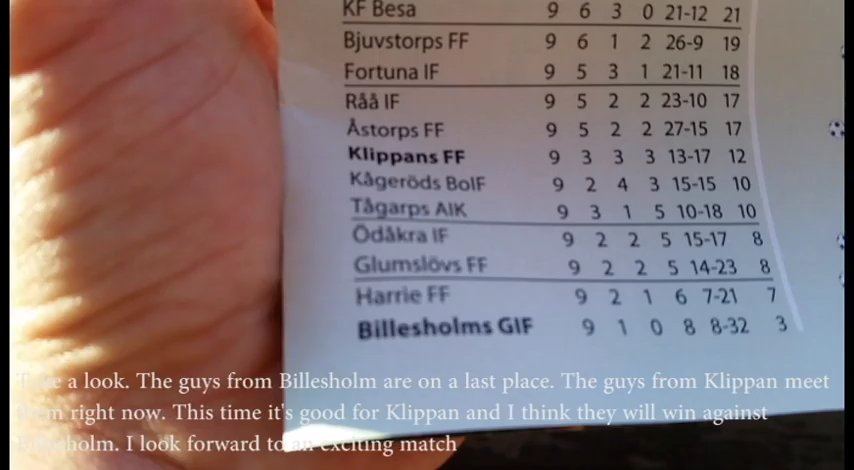 KF Besa 9 6 3 0 21-12 21
Bjuvstorps FF 9 6 1 2 26-9 19
Fortuna IF 9 5 3 1 21-11 18
Råå IF 9 5 2 2 23-10 17
Åstorps FF 9 5 2 2 27-15 17
Klippans FF 9 3 3 3 13-17 12
Kågeröds BoIF 9 2 4 3 15-15 10
Tågarps AIK 9 3 1 5 10-18 10
Ödåkra IF 9 2 2 5 15-17 8
Glumslövs FF 9 2 2 5 14-23 8
Harrie FF 9 2 1 6 7-21 7
Billesholms GIF 9 1 0 8 8-32 3
Take a look. The guys from Billesholm are on a last place. The guys from Klippan meet
them right now. This time it's good for Klippan and I think they will win against
Billesholm. I look forward to an exciting match